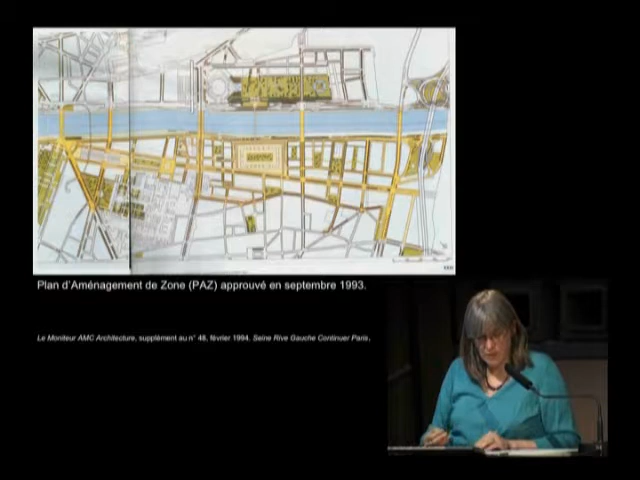 Plan d'Aménagement de Zone (PAZ) approuvé en septembre 1993.
Le Moniteur AMC Architecture, supplément au n° 48, février 1994. Seine Rive Gauche Continuer Paris,